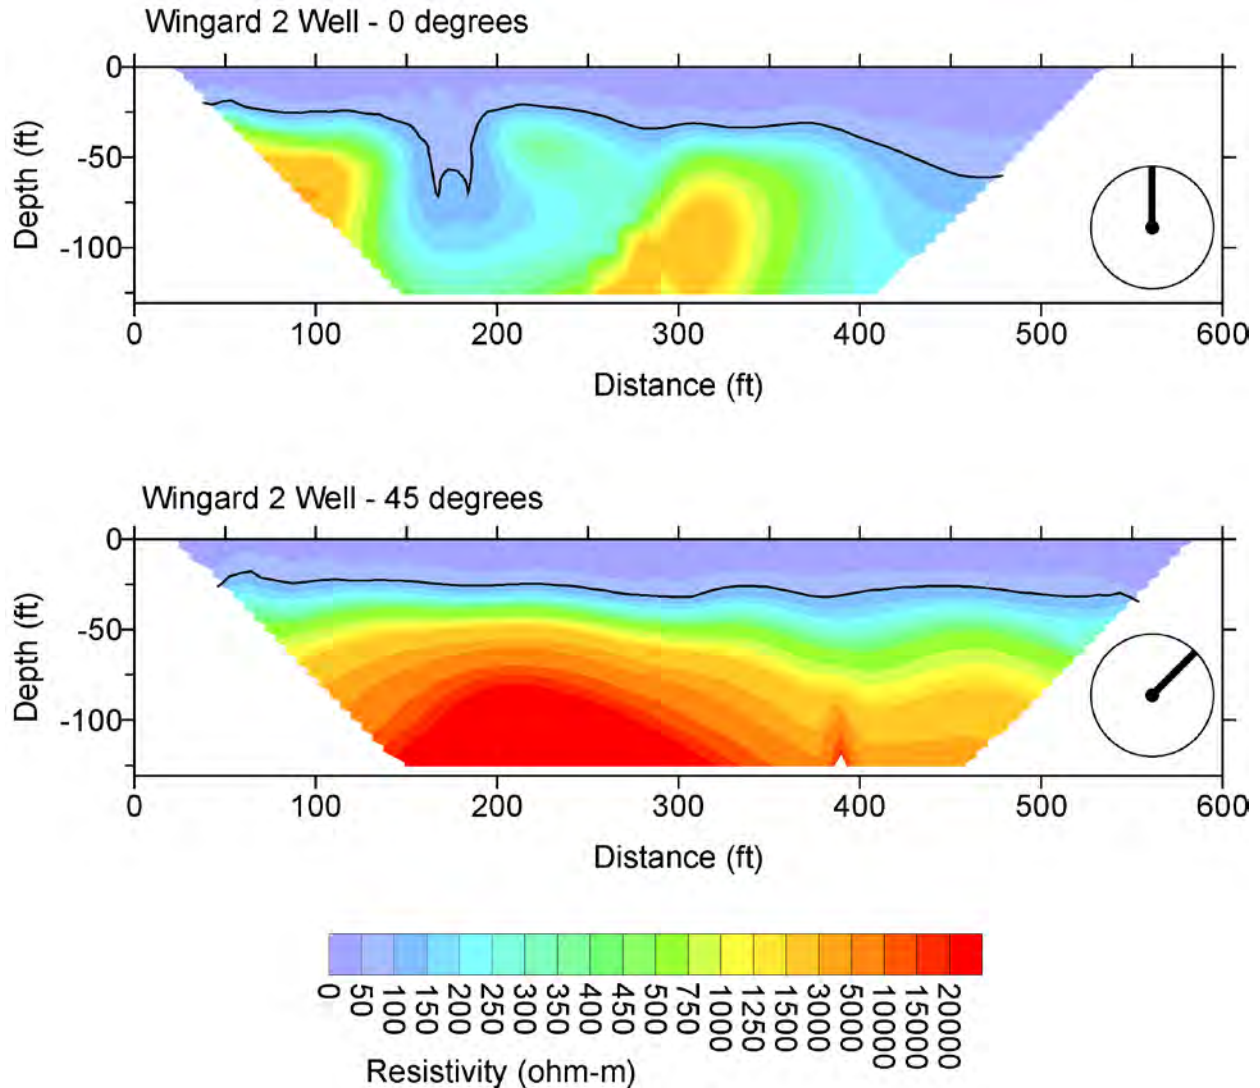 Wingard 2 Well - 0 degrees
0
-50
-100
Depth (ft)
0 100 200 300 400 500 600
Distance (ft)
Wingard 2 Well - 45 degrees
0
-50
-100
Depth (ft)
0 100 200 300 400 500 600
Distance (ft)
0 50 100 150 200 250 300 350 400 450 500 750 1000 1250 1500 3000 5000 10000 15000 20000
Resistivity (ohm-m)